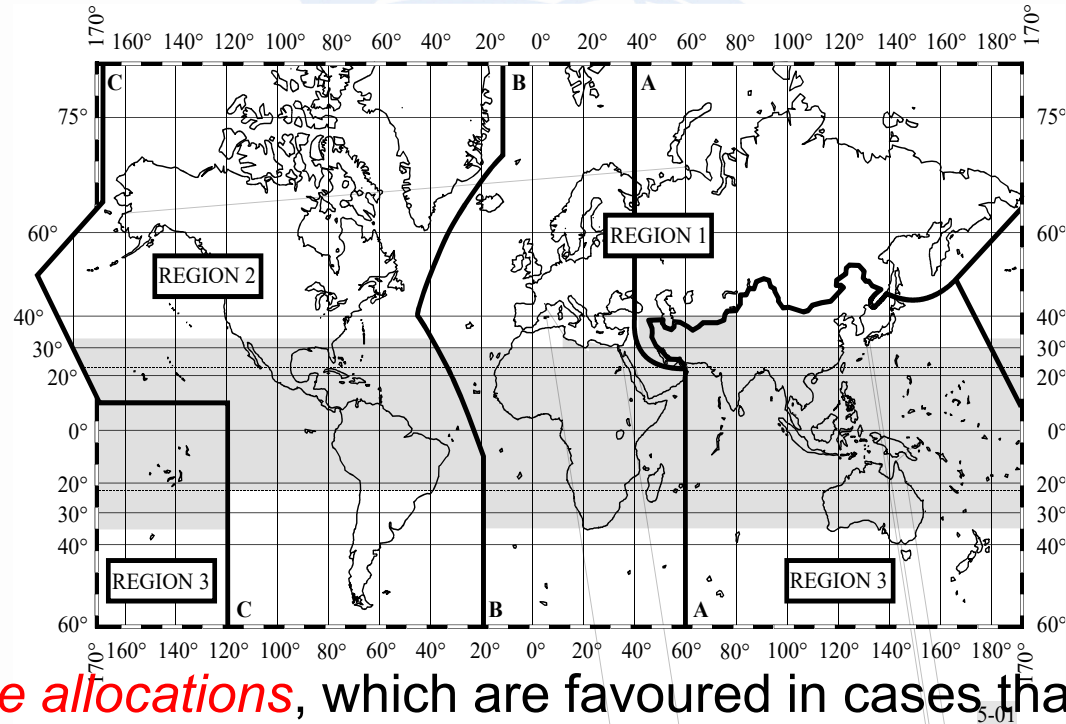 170° 160° 140° 120° 100° 80° 60° 40° 20° 0° 20° 40° 60° 80° 100° 120° 140° 160° 180° 170°
C B A
75° 75°
60° 60°
REGION 1
REGION 2
40° 40°
30° 30°
20° 20°
0° 0°
20° 20°
30° 30°
40° 40°
REGION 3 REGION 3
C B A
60° 60°
170° 160° 140° 120° 100° 80° 60° 40° 20° 0° 20° 40° 60° 80° 100° 120° 140° 160° 180° 170°
e allocations, which are favoured in cases tha
5-01